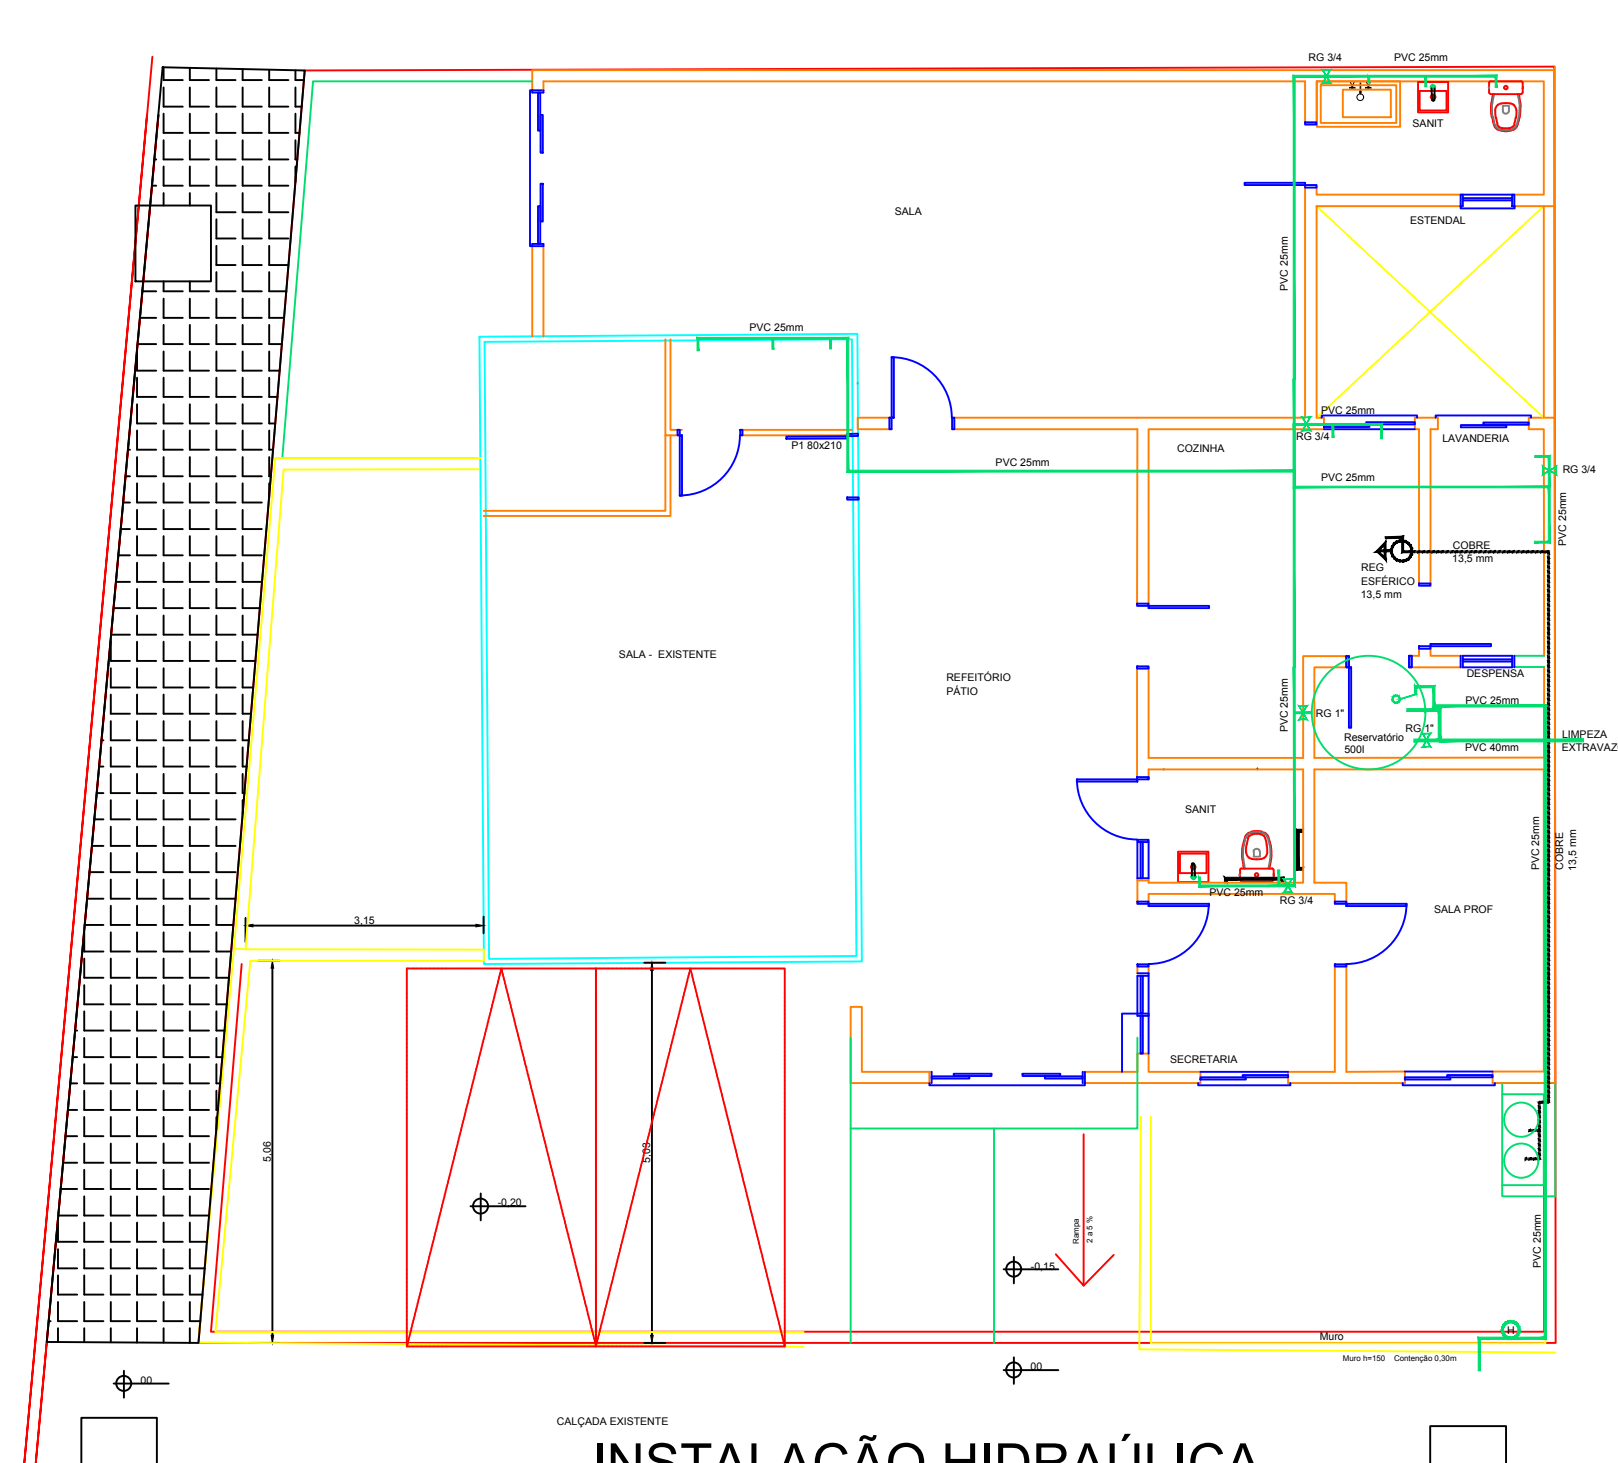 RG 3/4
PVC 25mm
SANIT
SALA
ESTENDAL
PVC 25mm
PVC 25mm
PVC 25mm
RG 3/4
LAVANDERIA
P1 80x210
COZINHA
PVC 25mm
PVC 25mm
RG 3/4
PVC 25mm
COBRE
13,5 mm
REG
ESFÉRICO
13,5 mm
SALA - EXISTENTE
REFEITÓRIO
PÁTIO
DESPENSA
PVC 25mm
PVC 25mm
RG 1"
RG 1"
Reservatório
500l
PVC 40mm
LIMPEZA
EXTRAVAZ
SANIT
PVC 25mm
COBRE
13,5 mm
PVC 25mm
RG 3/4
SALA PROF
3,15
SECRETARIA
5,06
5,03
-0,20
Rampa
2 a 5 %
-0,15
PVC 25mm
H
Muro
Muro h=150 Contenção 0,30m
00
00
CALÇADA EXISTENTE
INSTALAÇÃO HIDRAÚLICA